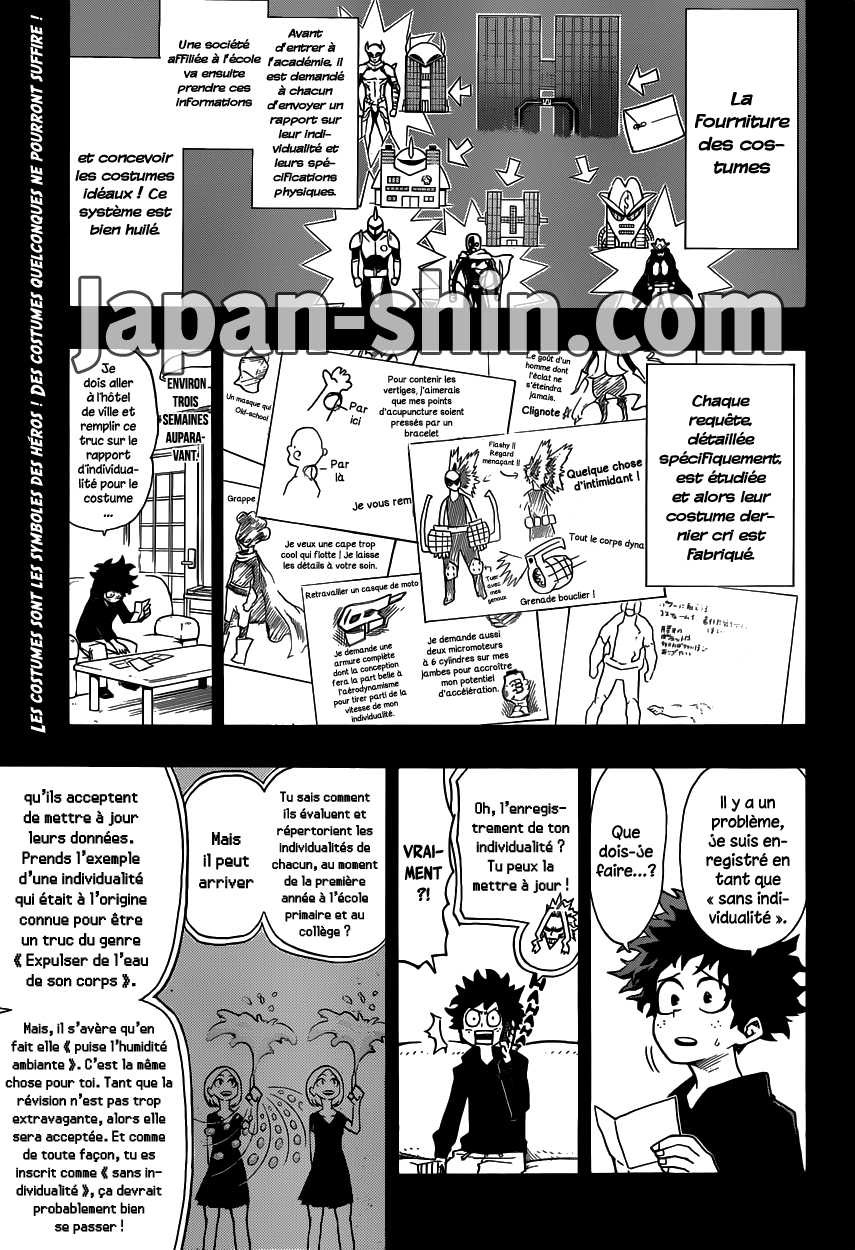 LES COSTUMES SONT LES SYMBOLES DES HÉROS ! DES COSTUMES QUELCONQUES NE POURRONT SUFFIRE !
La
Fourniture
des cos-
tumes
Avant
d'entrer à
l'académie, il
est demandé
à chacun
d'envoyer un
rapport sur
leur indi-
vidualité et
leurs spé-
cifications
physiques.
Une société
affiliée à l'école
va ensuite
prendre ces
informations
et concevoir
les costumes
idéaux ! Ce
système est
bien huilé.
Japan-shin.com
Chaque
requête,
détaillée
spécifiquement,
est étudiée
et alors leur
costume der-
nier cri est
Fabriqué.
Le goût d'un
homme dont
l'éclat ne
s'éteindra
jamais.
Clignote
Pour contenir les
vertiges, j'aimerais
que mes points
d'acupuncture soient
pressés par un
bracelet
Par
ici
Par
là
Je vous rem
Un masque qui
Old-school
Flashy !!
Regard
menaçant !!
Quelque chose
d'intimidant !
Tout le corps dyna
Tuer
avec
mes
genoux
Grenade bouclier !
Grappe
Je veux une cape trop
cool qui flotte ! Je laisse
les détails à votre soin.
Retravailler un casque de moto
Je demande une
armure complète
dont la conception
fera la part belle à
l'aérodynamisme
pour tirer parti de la
vitesse de mon
individualité.
Je demande aussi
deux micromoteurs
à 6 cylindres sur mes
jambes pour accroître
mon potentiel
d'accélération.
ENVIRON
TROIS
SEMAINES
AUPARA-
VANT
Je
dois aller
à l'hôtel
de ville et
remplir ce
truc sur le
rapport
d'individua-
lité pour le
costume
...
Il y a un
problème,
je suis en-
registré en
tant que
« sans indi-
vidualité ».
Que
dois-je
faire...?
Oh, l'enregis-
trement de ton
individualité ?
Tu peux la
mettre à jour !
VRAI-
MENT
?!
Tu sais comment
ils évaluent et
répertorient les
individualités de
chacun, au moment
de la première
année à l'école
primaire et au
collège ?
Mais
il peut
arriver
qu'ils acceptent
de mettre à jour
leurs données.
Prends l'exemple
d'une individualité
qui était à l'origine
connue pour être
un truc du genre
《 Expulser de l'eau
de son corps 》.
Mais, il s'avère qu'en
fait elle 《 puise l'humidité
ambiante 》. C'est la même
chose pour toi. Tant que la
révision n'est pas trop
extravagante, alors elle
sera acceptée. Et comme
de toute façon, tu es
inscrit comme 《 sans in-
dividualité 》, ça devrait
probablement bien
se passer !